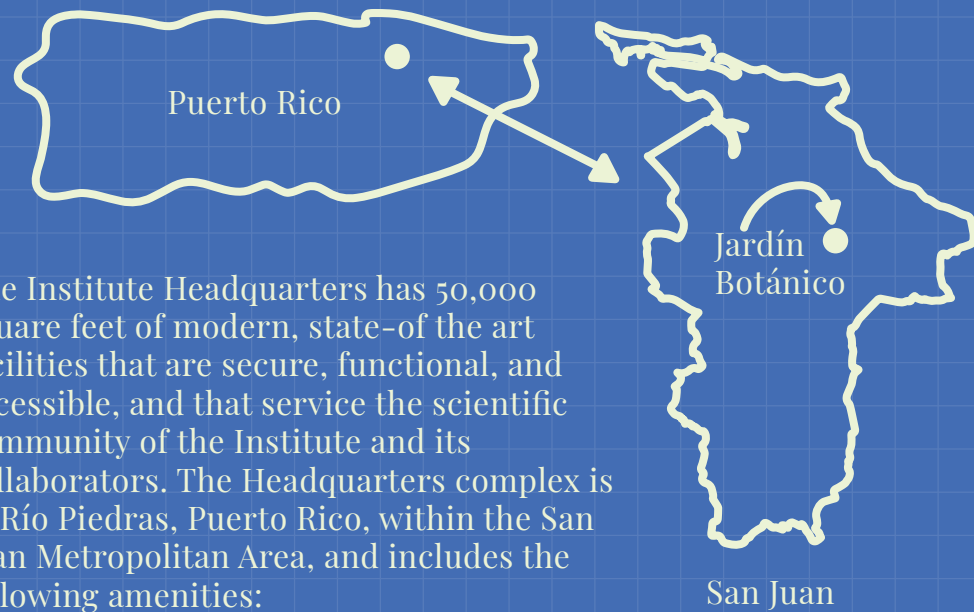 Puerto Rico
Jardín
Botánico
e Institute Headquarters has 50,000
uare feet of modern, state-of the art
cilities that are secure, functional, and
cessible, and that service the scientific
mmunity of the Institute and its
llaborators. The Headquarters complex is
Río Piedras, Puerto Rico, within the San
an Metropolitan Area, and includes the
lowing amenities:
San Juan